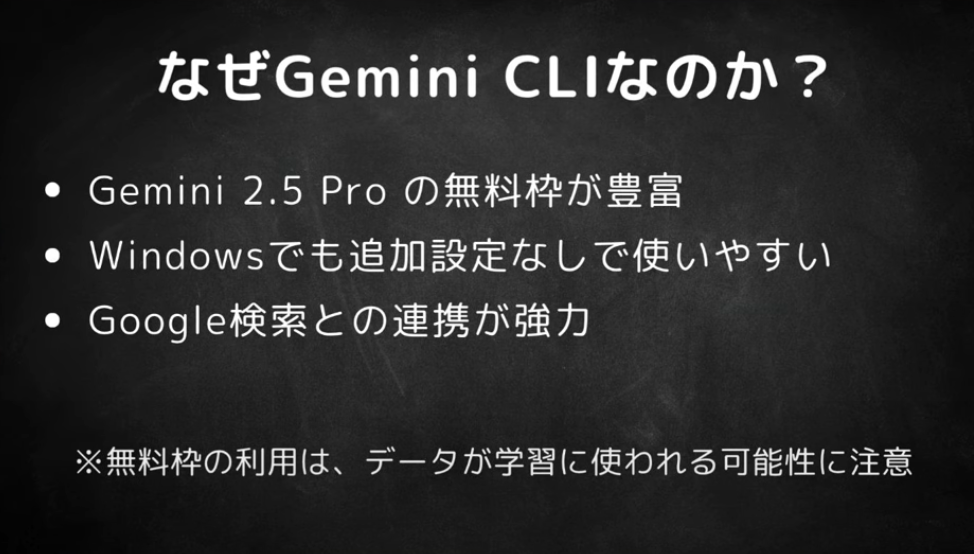 なぜGemini CLIなのか？
• Gemini 2.5 Pro の無料枠が豊富
• Windowsでも追加設定なしで使いやすい
• Google検索との連携が強力
※無料枠の利用は、データが学習に使われる可能性に注意